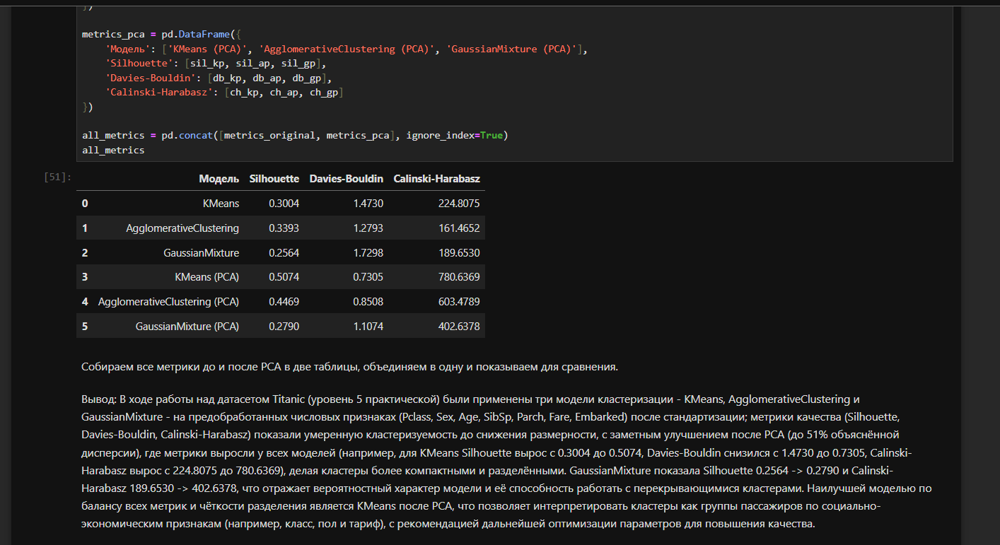 })
metrics_pca = pd.DataFrame({
'Модель': ['KMeans (PCA)', 'AgglomerativeClustering (PCA)', 'GaussianMixture (PCA)'],
'Silhouette': [sil_kp, sil_ap, sil_gp],
'Davies-Bouldin': [db_kp, db_ap, db_gp],
'Calinski-Harabasz': [ch_kp, ch_ap, ch_gp]
})
all_metrics = pd.concat([metrics_original, metrics_pca], ignore_index=True)
all_metrics
[51]:
Модель Silhouette Davies-Bouldin Calinski-Harabasz
0 KMeans 0.3004 1.4730 224.8075
1 AgglomerativeClustering 0.3393 1.2793 161.4652
2 GaussianMixture 0.2564 1.7298 189.6530
3 KMeans (PCA) 0.5074 0.7305 780.6369
4 AgglomerativeClustering (PCA) 0.4469 0.8508 603.4789
5 GaussianMixture (PCA) 0.2790 1.1074 402.6378
Собираем все метрики до и после PCA в две таблицы, объединяем в одну и показываем для сравнения.
Вывод: В ходе работы над датасетом Titanic (уровень 5 практической) были применены три модели кластеризации - KMeans, AgglomerativeClustering и
GaussianMixture - на предобработанных числовых признаках (Pclass, Sex, Age, SibSp, Parch, Fare, Embarked) после стандартизации; метрики качества (Silhouette,
Davies-Bouldin, Calinski-Harabasz) показали умеренную кластеризуемость до снижения размерности, с заметным улучшением после PCA (до 51% объяснённой
дисперсии), где метрики выросли у всех моделей (например, для KMeans Silhouette вырос с 0.3004 до 0.5074, Davies-Bouldin снизился с 1.4730 до 0.7305, Calinski-
Harabasz вырос с 224.8075 до 780.6369), делая кластеры более компактными и разделёнными. GaussianMixture показала Silhouette 0.2564 -> 0.2790 и Calinski-
Harabasz 189.6530 -> 402.6378, что отражает вероятностный характер модели и её способность работать с перекрывающимися кластерами. Наилучшей моделью по
балансу всех метрик и чёткости разделения является KMeans после PCA, что позволяет интерпретировать кластеры как группы пассажиров по социально-
экономическим признакам (например, класс, пол и тариф), с рекомендацией дальнейшей оптимизации параметров для повышения качества.